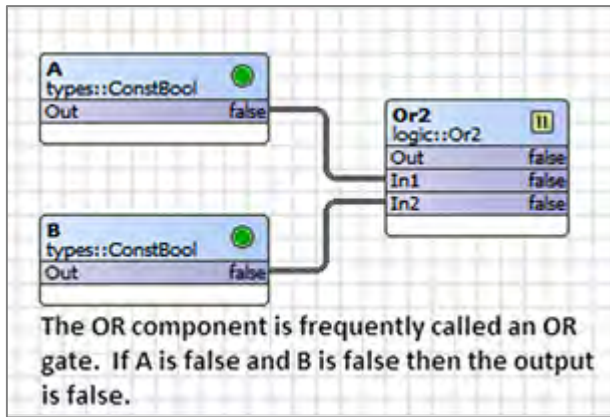 A
types::ConstBool
Out false
Or2
logic::Or2
Out false
In1 false
In2 false
B
types::ConstBool
Out false
The OR component is frequently called an OR
gate. If A is false and B is false then the output
is false.